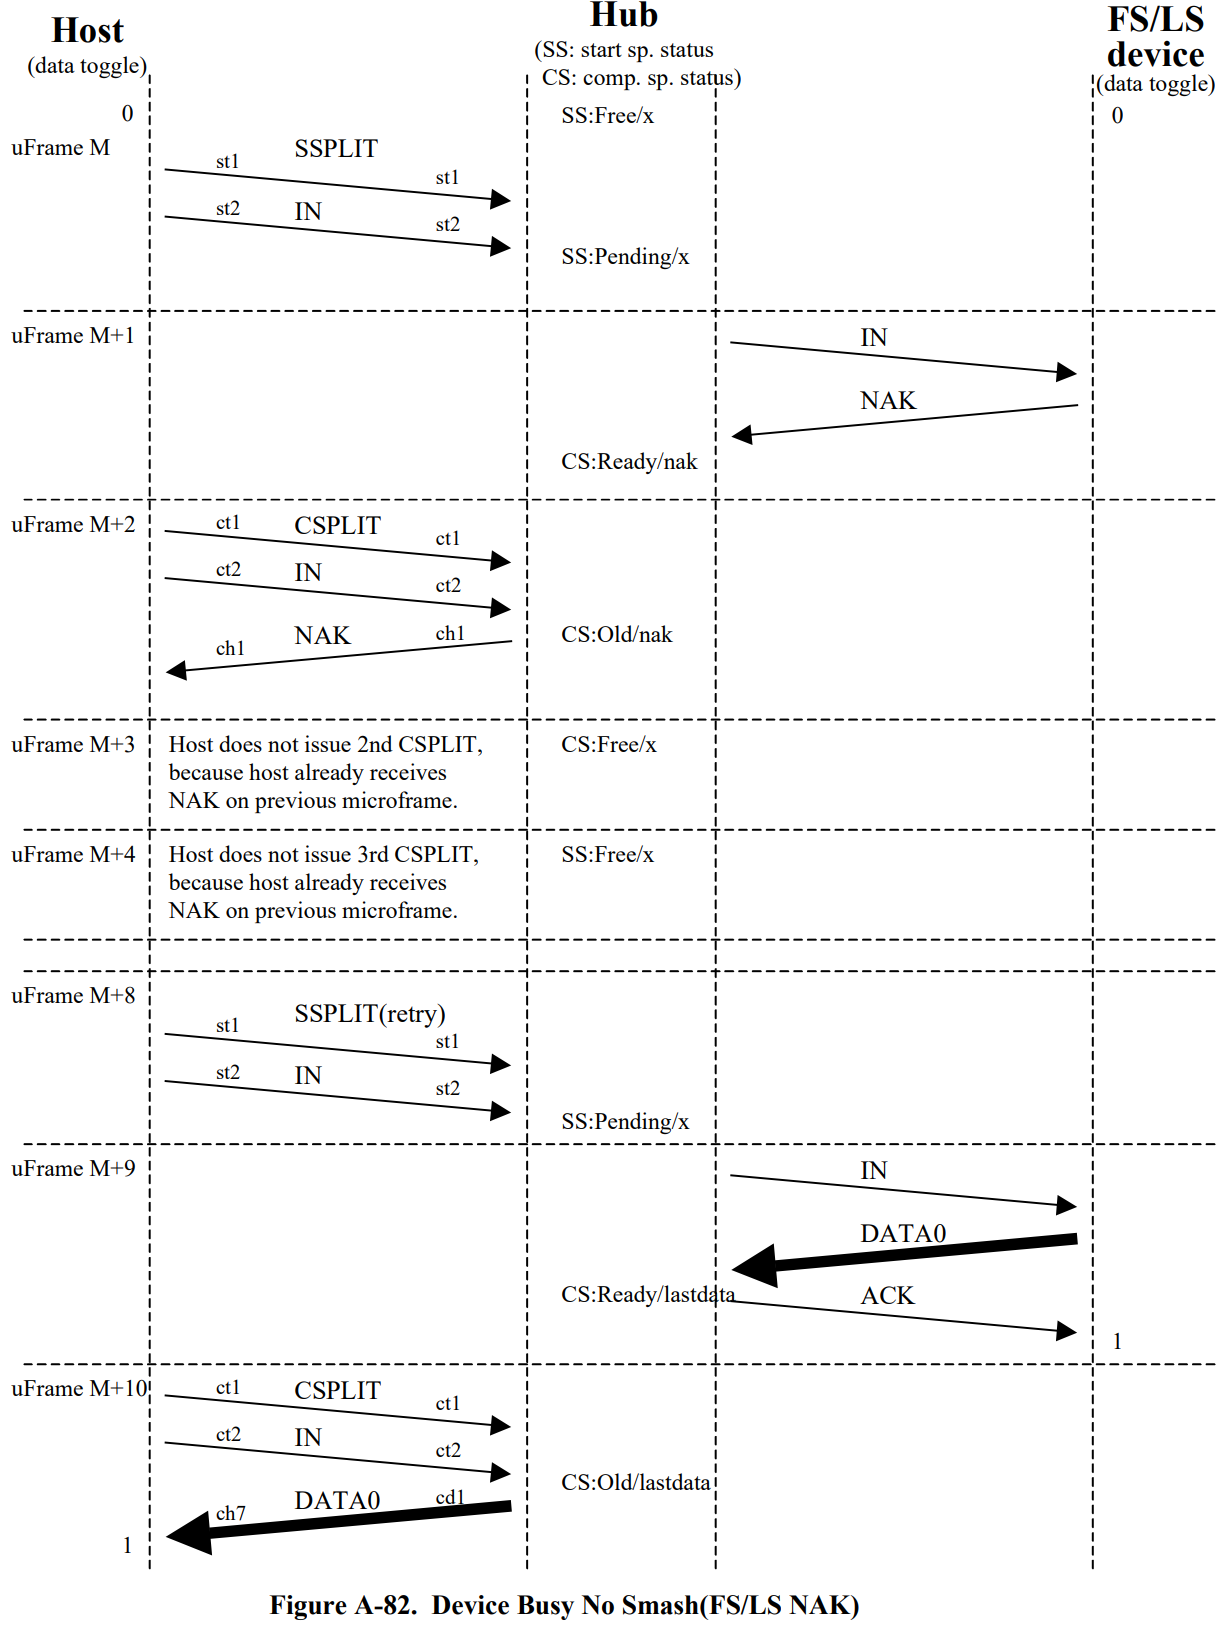 Host
(data toggle)
Hub
(SS: start sp. status
CS: comp. sp. status)
FS/LS
device
(data toggle)
0
SS:Free/x
0
uFrame M
st1
SSPLIT
st1
st2
IN
st2
SS:Pending/x
uFrame M+1
IN
NAK
CS:Ready/nak
uFrame M+2
ct1
CSPLIT
ct1
ct2
IN
ct2
NAK
ch1
ch1
CS:Old/nak
uFrame M+3
Host does not issue 2nd CSPLIT,
because host already receives
NAK on previous microframe.
CS:Free/x
uFrame M+4
Host does not issue 3rd CSPLIT,
because host already receives
NAK on previous microframe.
SS:Free/x
uFrame M+8
SSPLIT(retry)
st1
st1
st2
IN
st2
SS:Pending/x
uFrame M+9
IN
DATA0
CS:Ready/lastdata
ACK
1
uFrame M+10
ct1
CSPLIT
ct1
ct2
IN
ct2
CS:Old/lastdata
DATA0
cd1
ch7
1
Figure A-82. Device Busy No Smash(FS/LS NAK)